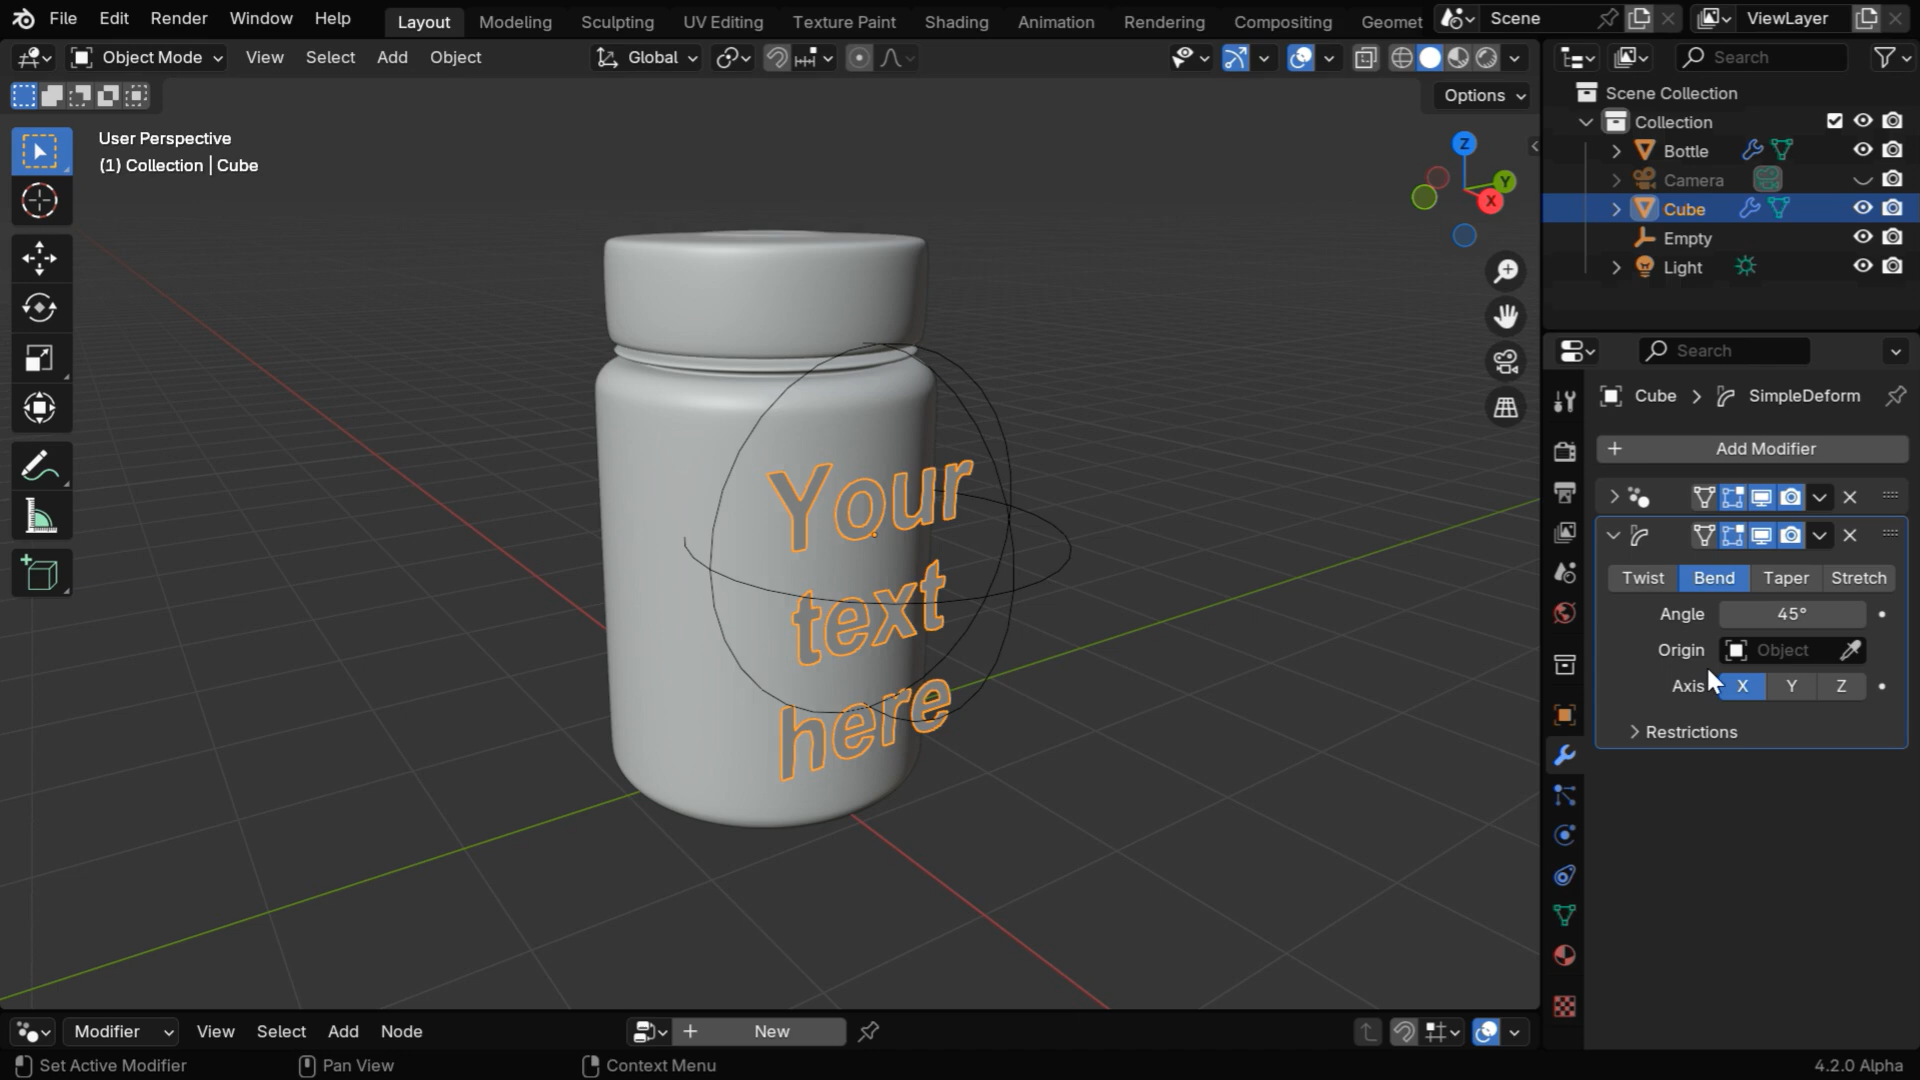 File Edit Render Window Help
Layout Modeling Sculpting UV Editing Texture Paint Shading Animation Rendering Compositing Geomet
Scene
ViewLayer
Object Mode View Select Add Object
Global
Search
Options
User Perspective
(1) Collection | Cube
Z
Y
X
Scene Collection
Collection
Bottle
Camera
Cube
Empty
Light
Your
text
here
Search
Cube > SimpleDeform
+ Add Modifier
Twist Bend Taper Stretch
Angle 45°
Origin Object
Axis X Y Z
Restrictions
Modifier View Select Add Node
+ New
Set Active Modifier
Pan View
Context Menu
4.2.0 Alpha